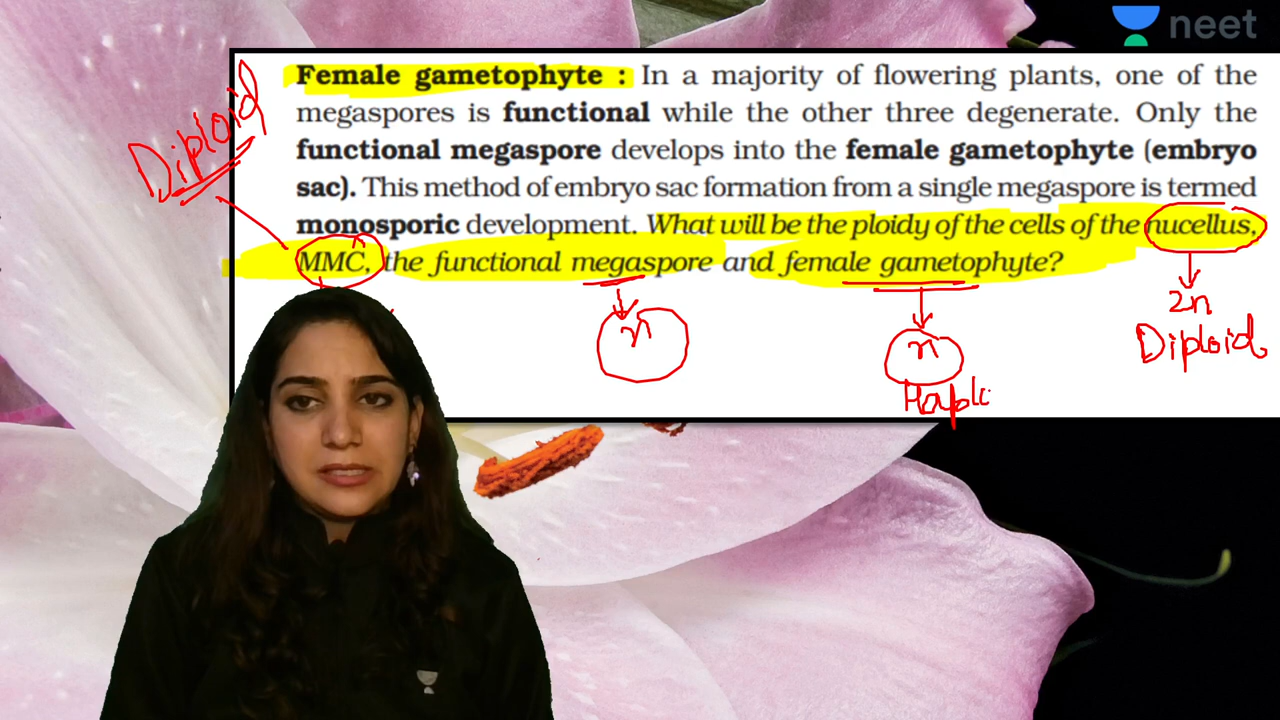 neet
Female gametophyte : In a majority of flowering plants, one of the
megaspores is functional while the other three degenerate. Only the
functional megaspore develops into the female gametophyte (embryo
sac). This method of embryo sac formation from a single megaspore is termed
monosporic development. What will be the ploidy of the cells of the nucellus,
MMC, the functional megaspore and female gametophyte?
Diploid
n
n
2n
Diploid